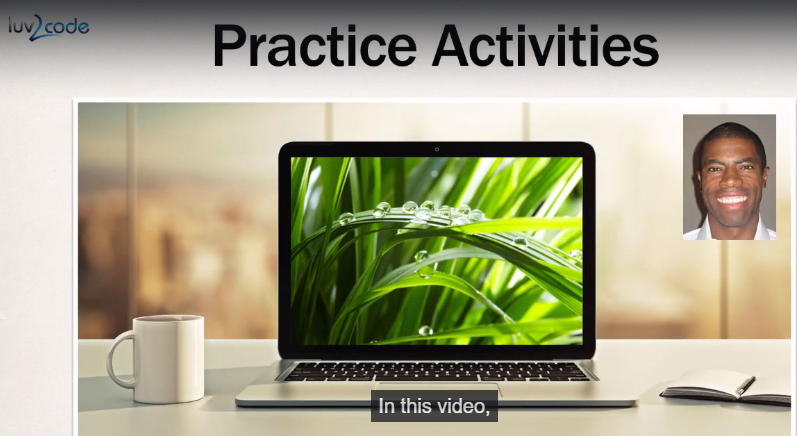 luv2code
Practice Activities
In this video,